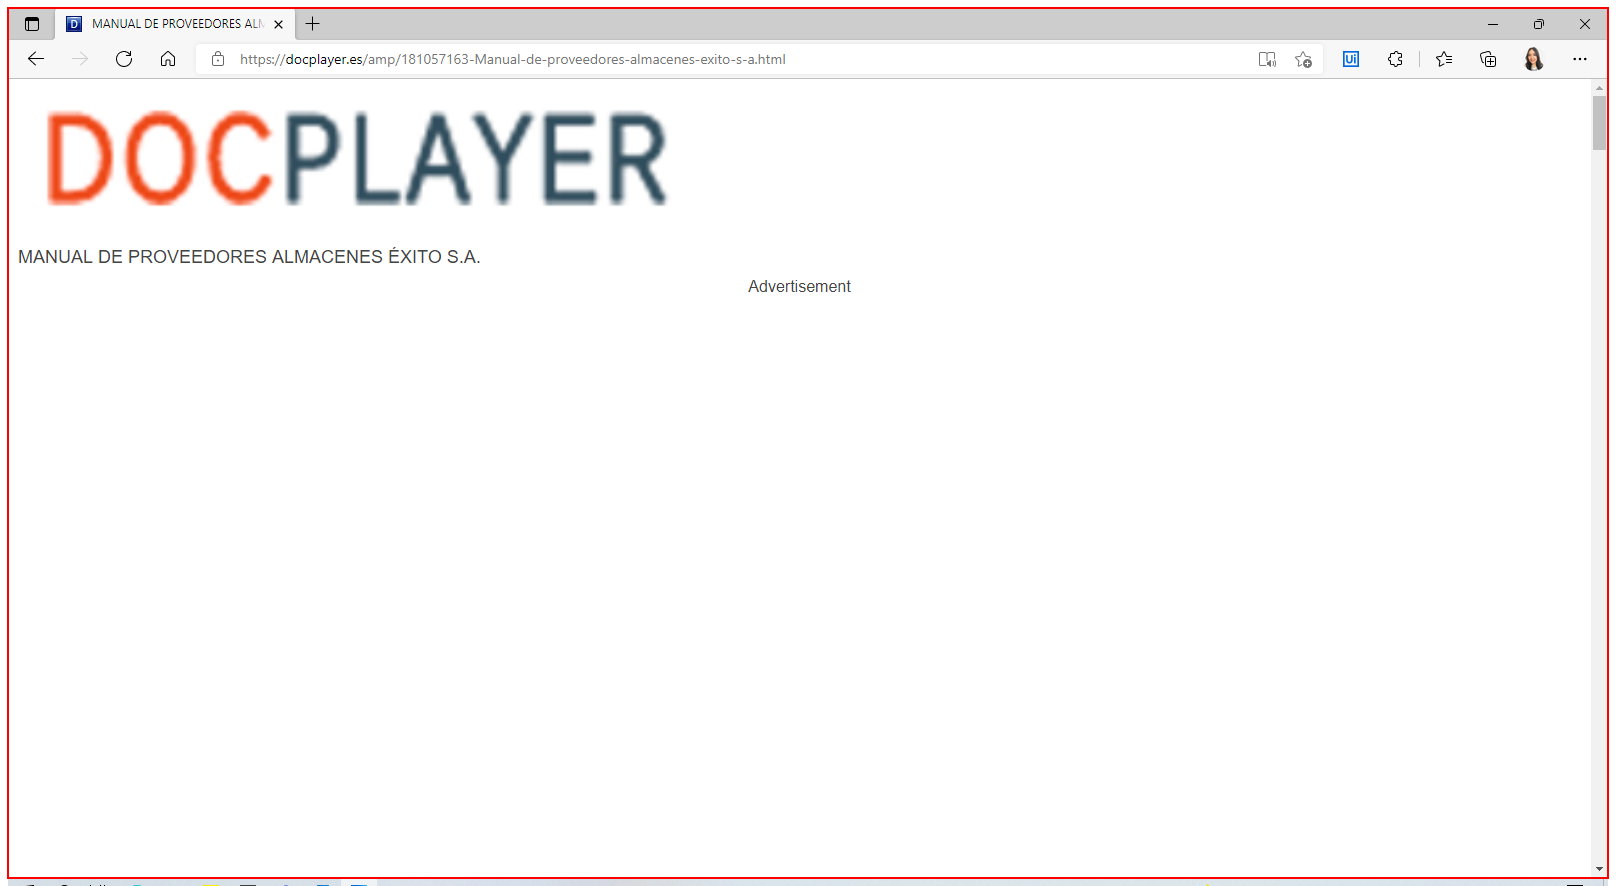 D MANUAL DE PROVEEDORES ALM
https://docplayer.es/amp/181057163-Manual-de-proveedores-almacenes-exito-s-a.html
Ui
DOCPLAYER
MANUAL DE PROVEEDORES ALMACENES ÉXITO S.A.
Advertisement